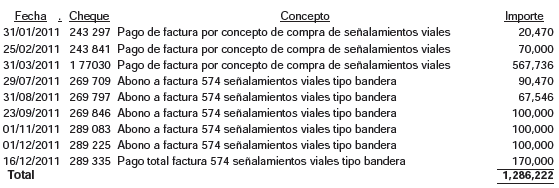 Fecha . Cheque Concepto Importe
31/01/2011 243 297 Pago de factura por concepto de compra de señalamientos viales 20,470
25/02/2011 243 841 Pago de factura por concepto de compra de señalamientos viales 70,000
31/03/2011 1 77030 Pago de factura por concepto de compra de señalamientos viales 567,736
29/07/2011 269 709 Abono a factura 574 señalamientos viales tipo bandera 90,470
31/08/2011 269 797 Abono a factura 574 señalamientos viales tipo bandera 67,546
23/09/2011 269 846 Abono a factura 574 señalamientos viales tipo bandera 100,000
01/11/2011 289 083 Abono a factura 574 señalamientos viales tipo bandera 100,000
01/12/2011 289 225 Abono a factura 574 señalamientos viales tipo bandera 100,000
16/12/2011 289 335 Pago total factura 574 señalamientos viales tipo bandera 170,000
Total 1,286,222